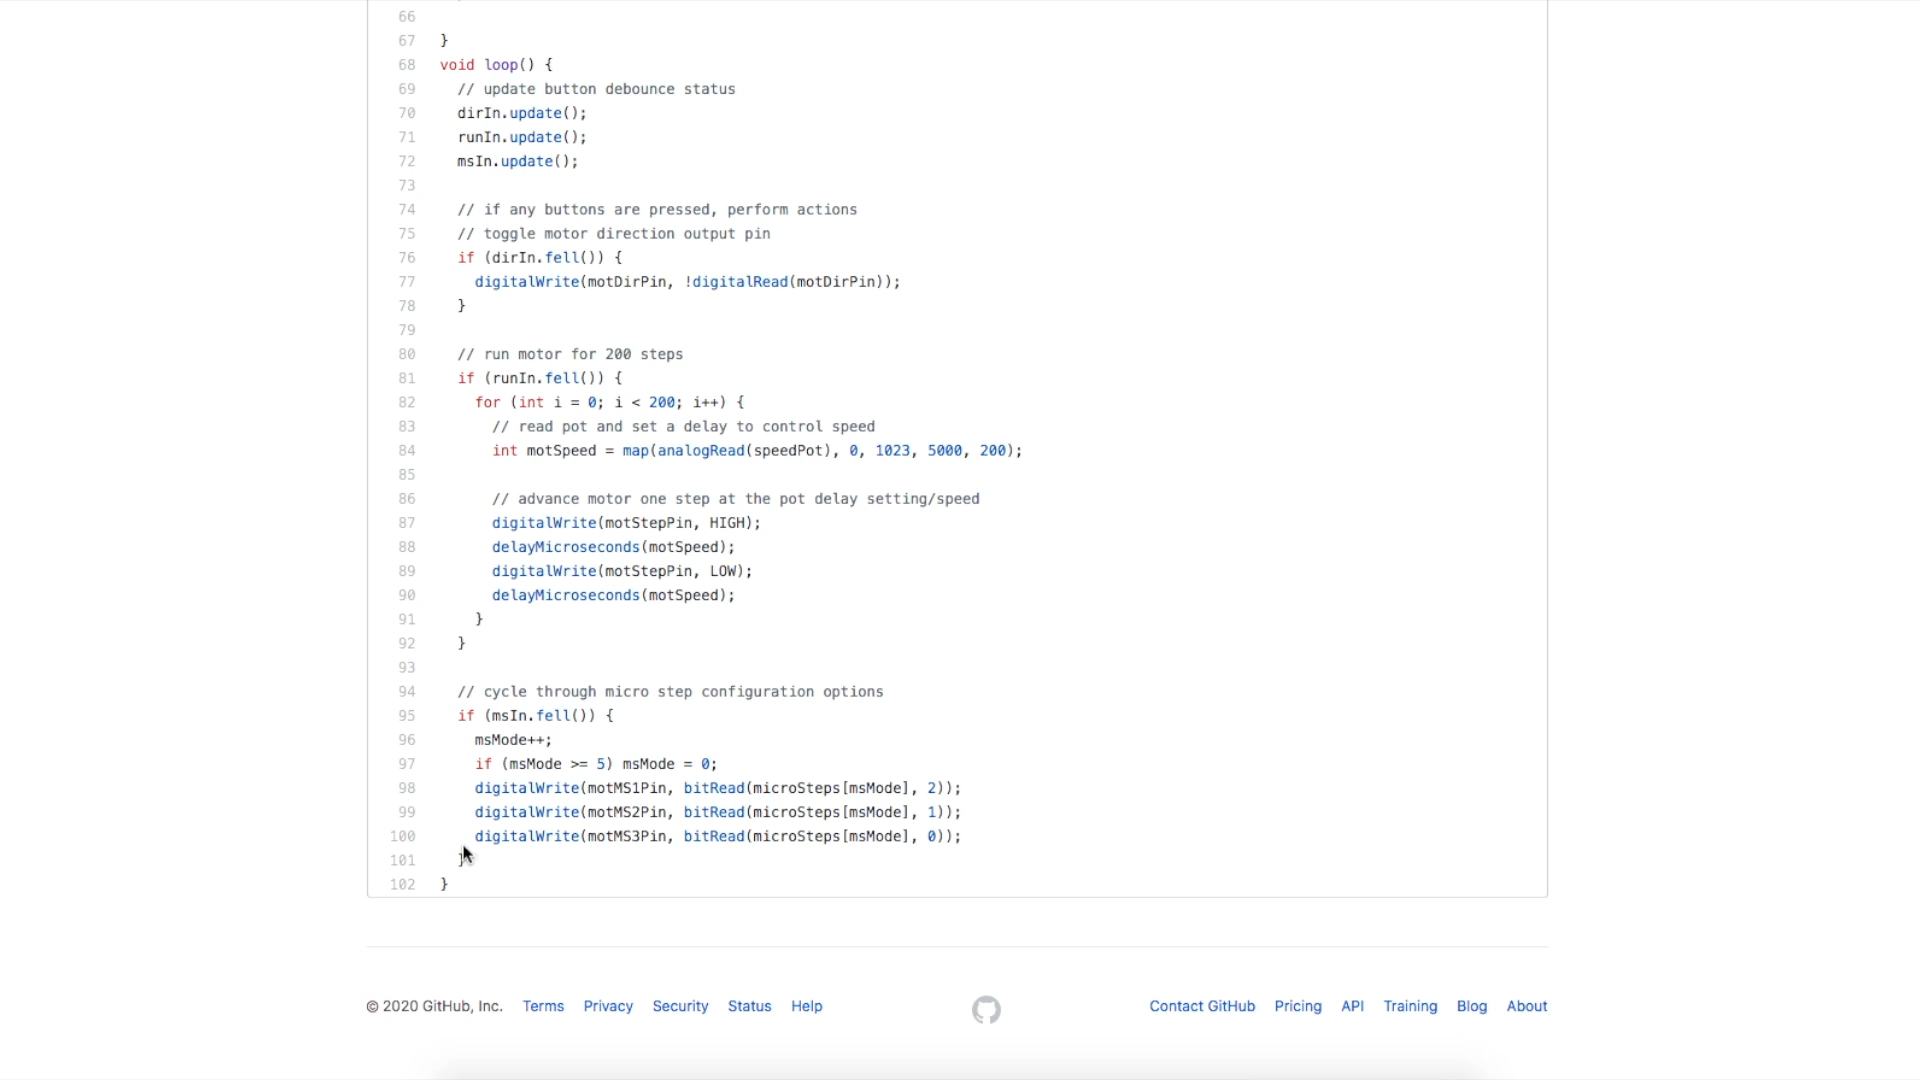 66
67 }
68 void loop() {
69 // update button debounce status
70 dirIn.update();
71 runIn.update();
72 msIn.update();
73
74 // if any buttons are pressed, perform actions
75 // toggle motor direction output pin
76 if (dirIn.fell()) {
77 digitalWrite(motDirPin, !digitalRead(motDirPin));
78 }
79
80 // run motor for 200 steps
81 if (runIn.fell()) {
82 for (int i = 0; i < 200; i++) {
83 // read pot and set a delay to control speed
84 int motSpeed = map(analogRead(speedPot), 0, 1023, 5000, 200);
85
86 // advance motor one step at the pot delay setting/speed
87 digitalWrite(motStepPin, HIGH);
88 delayMicroseconds(motSpeed);
89 digitalWrite(motStepPin, LOW);
90 delayMicroseconds(motSpeed);
91 }
92 }
93
94 // cycle through micro step configuration options
95 if (msIn.fell()) {
96 msMode++;
97 if (msMode >= 5) msMode = 0;
98 digitalWrite(motMS1Pin, bitRead(microSteps[msMode], 2));
99 digitalWrite(motMS2Pin, bitRead(microSteps[msMode], 1));
100 digitalWrite(motMS3Pin, bitRead(microSteps[msMode], 0));
101 }
102 }
© 2020 GitHub, Inc. Terms Privacy Security Status Help Contact GitHub Pricing API Training Blog About